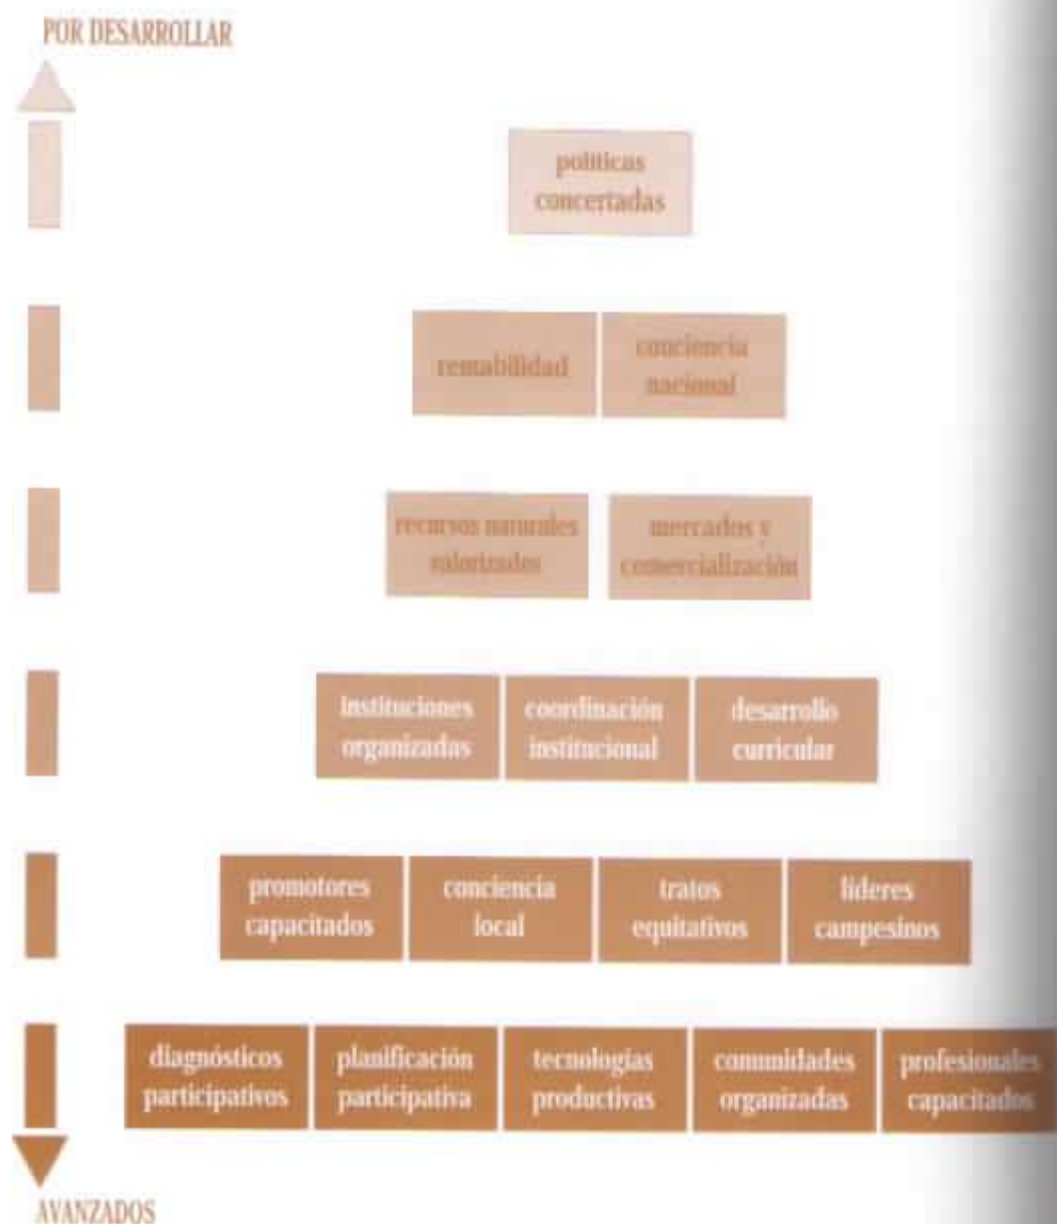 POR DESARROLLAR
políticas
concertadas
rentabilidad
conciencia
nacional
recursos naturales
valorizados
mercados y
comercialización
instituciones
organizadas
coordinación
institucional
desarrollo
curricular
promotores
capacitados
conciencia
local
tratos
equitativos
líderes
campesinos
diagnósticos
participativos
planificación
participativa
tecnologías
productivas
comunidades
organizadas
profesionales
capacitados
AVANZADOS